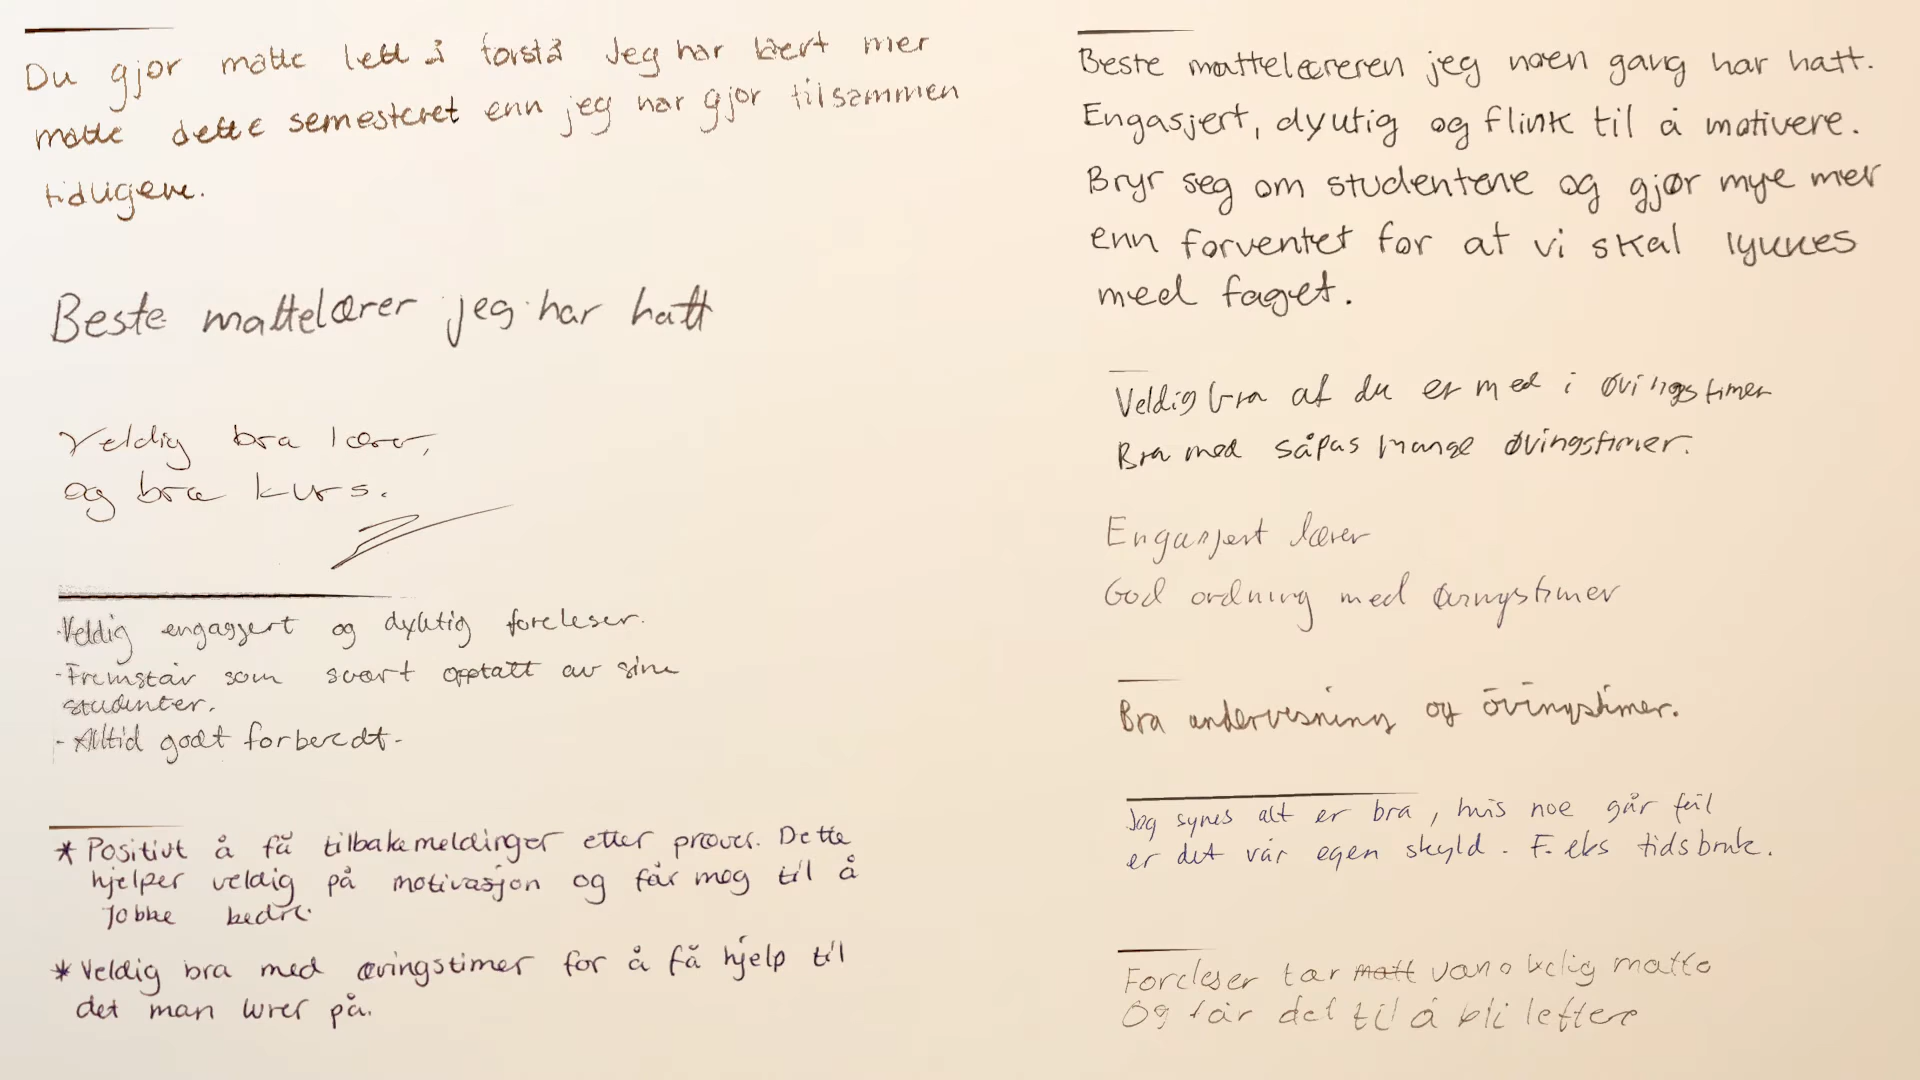 Du gjør matte lett å forstå Jeg har lært mer
matte dette semesteret enn jeg har gjor tilsammen
tidligere.
Beste mattelærer jeg har hatt
Veldig bra lærer,
og bra kurs.
- Veldig engasjert og dyktig foreleser.
- Fremstår som svært opptatt av sine
studenter.
- Alltid godt forberedt-
* Positivt å få tilbakemeldinger etter prøver. Dette
hjelper veldig på motivasjon og får meg til å
jobbe bedre.
* Veldig bra med øvingstimer for å få hjelp til
det man lurer på.
Beste mattelæreren jeg noen gang har hatt.
Engasjert, dyktig og flink til å motivere.
Bryr seg om studentene og gjør mye mer
enn forventet for at vi skal lykkes
med faget.
Veldig bra at du er med i øvingstimer
Bra med såpas mange øvingstimer.
Engasjert lærer
God ordning med øvingstimer
Bra undervisning og övingstimer.
Jeg synes alt er bra, hvis noe går feil
er det vår egen skyld. F. eks tidsbruk.
Foreleser tar matt vanskelig matte
Og får det til å bli lettere